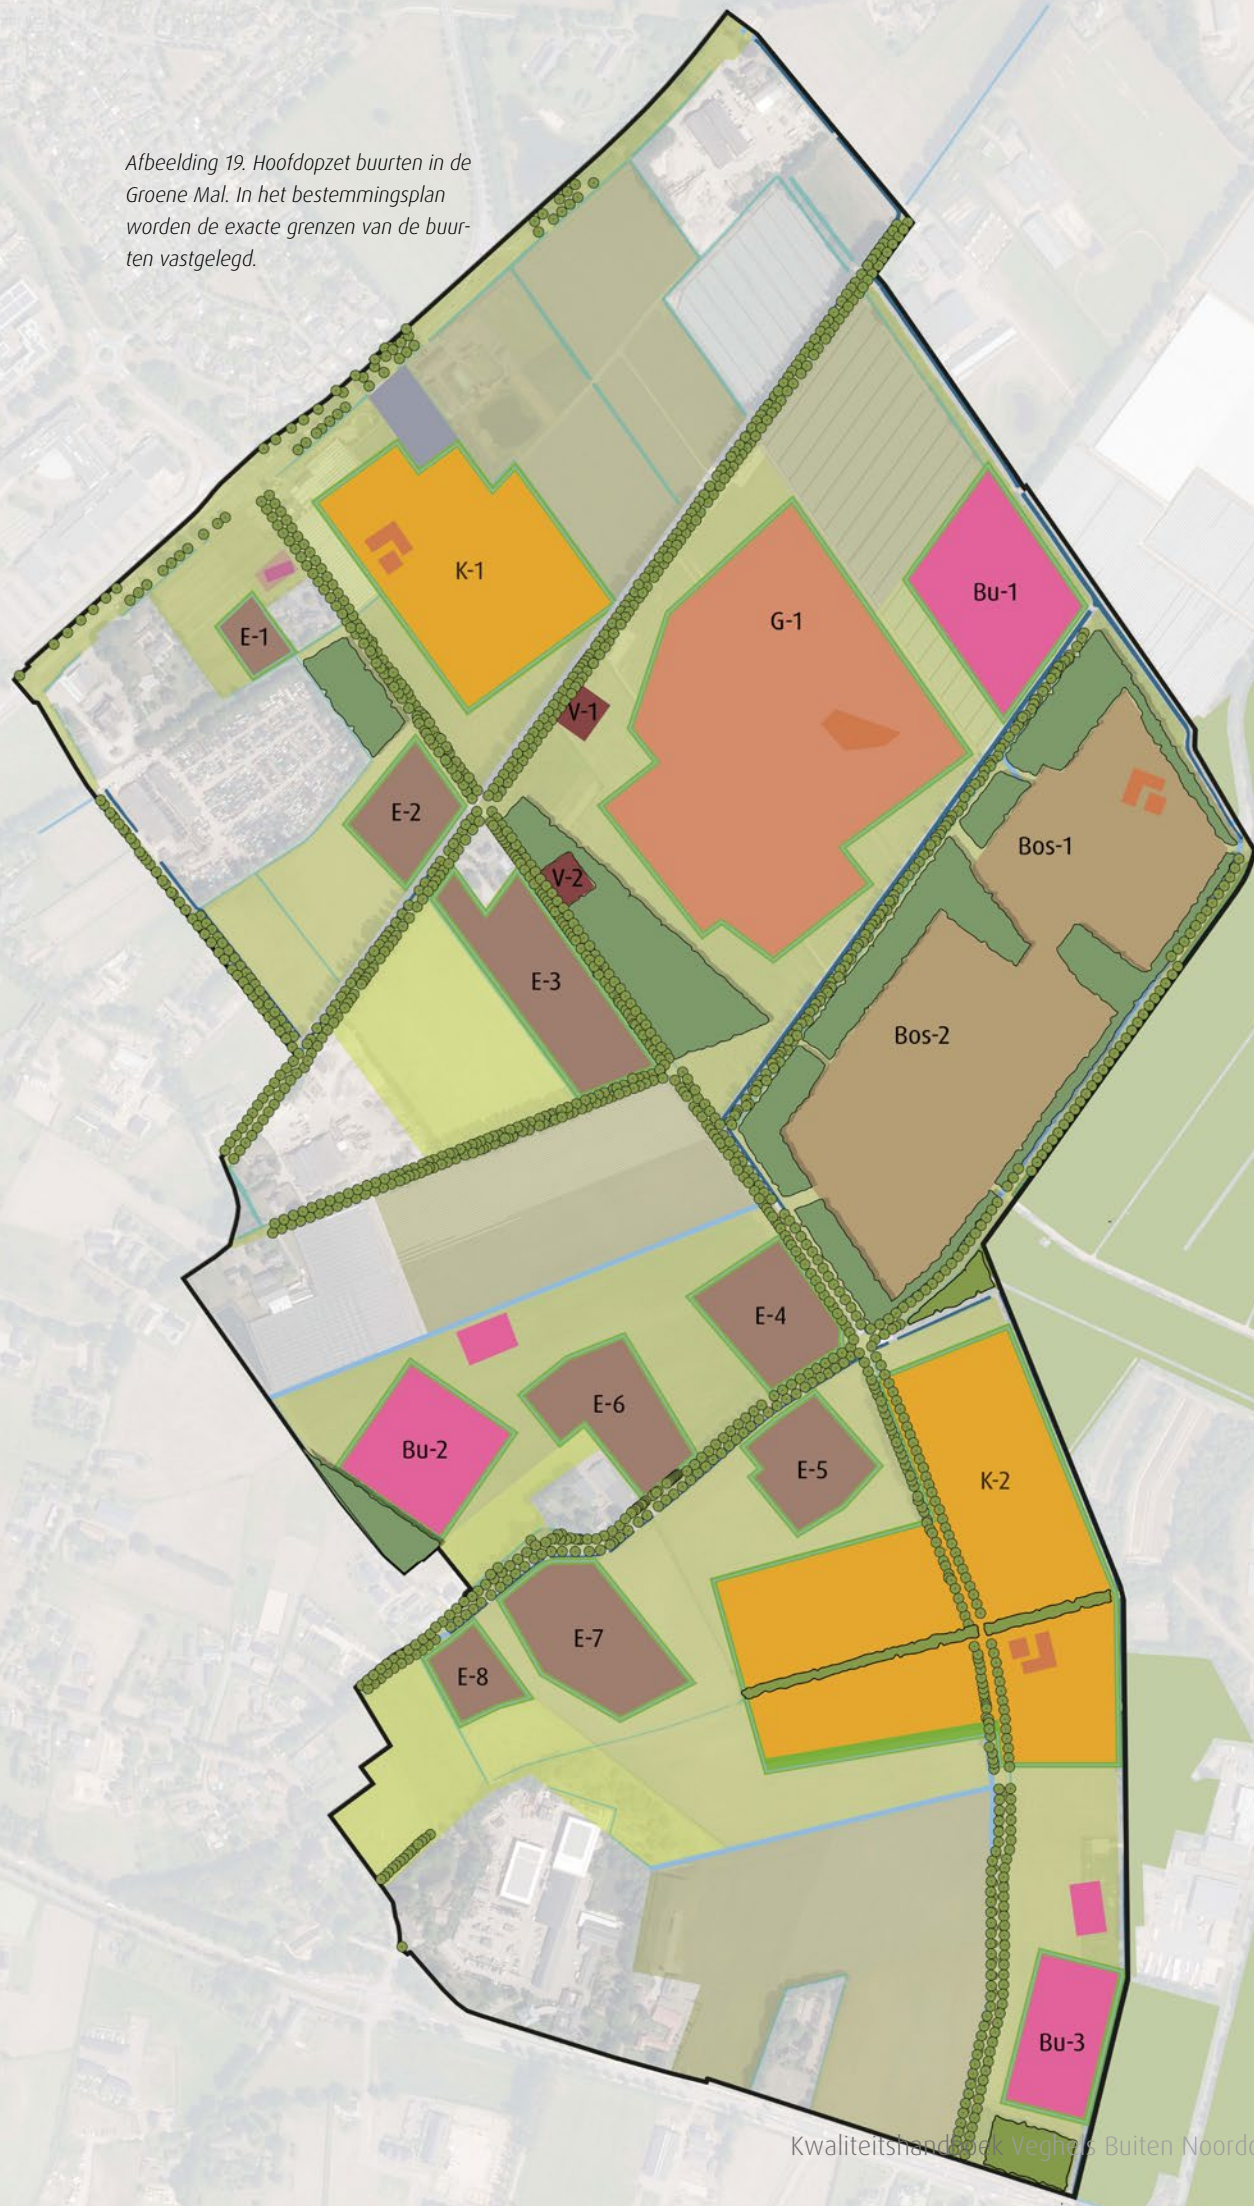 Afbeelding 19. Hoofdopzet buurten in de
Groene Mal. In het bestemmingsplan
worden de exacte grenzen van de buur-
ten vastgelegd.
K-1
G-1
Bu-1
E-1
V-1
E-2
Bos-1
V-2
E-3
Bos-2
E-4
E-6
Bu-2
E-5
K-2
E-7
E-8
Bu-3
Kwaliteitshandboek Veghels Buiten Noordo